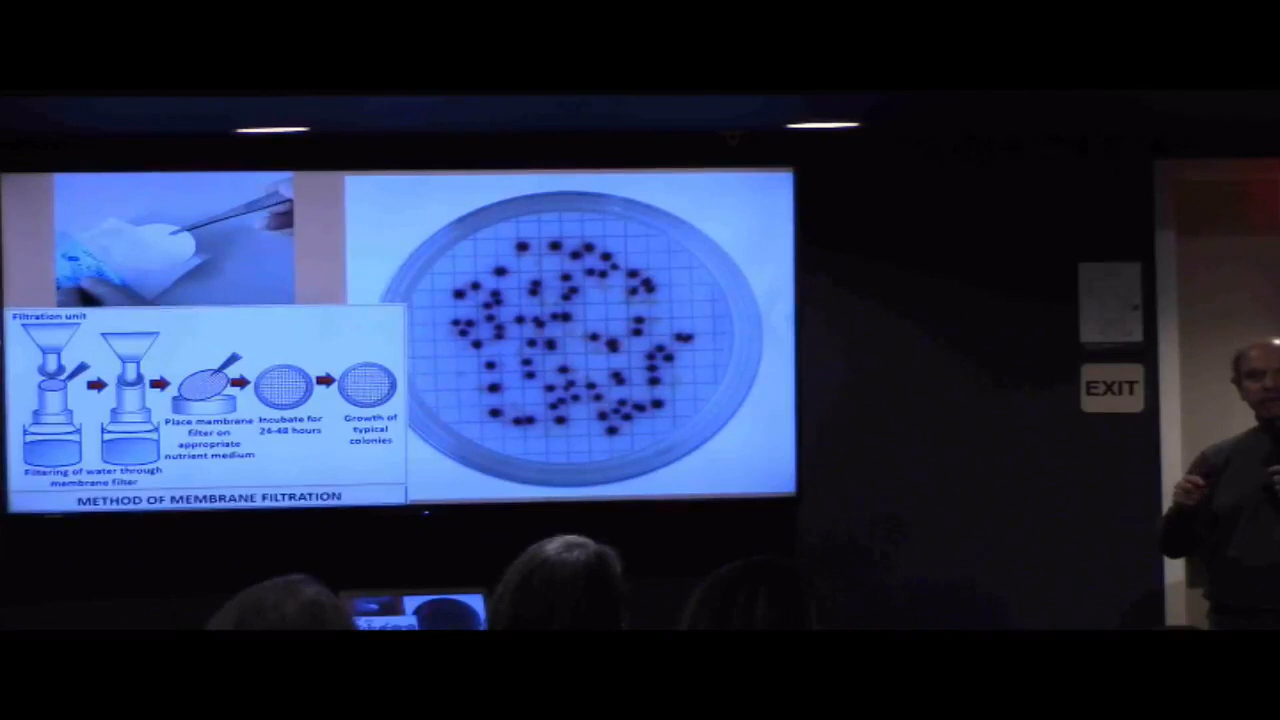 Filtration unit
Place membrane
filter on
appropriate
nutrient medium
Incubate for
24-48 hours
Growth of
typical
colonies
Filtering of water through
membrane filter
METHOD OF MEMBRANE FILTRATION
EXIT